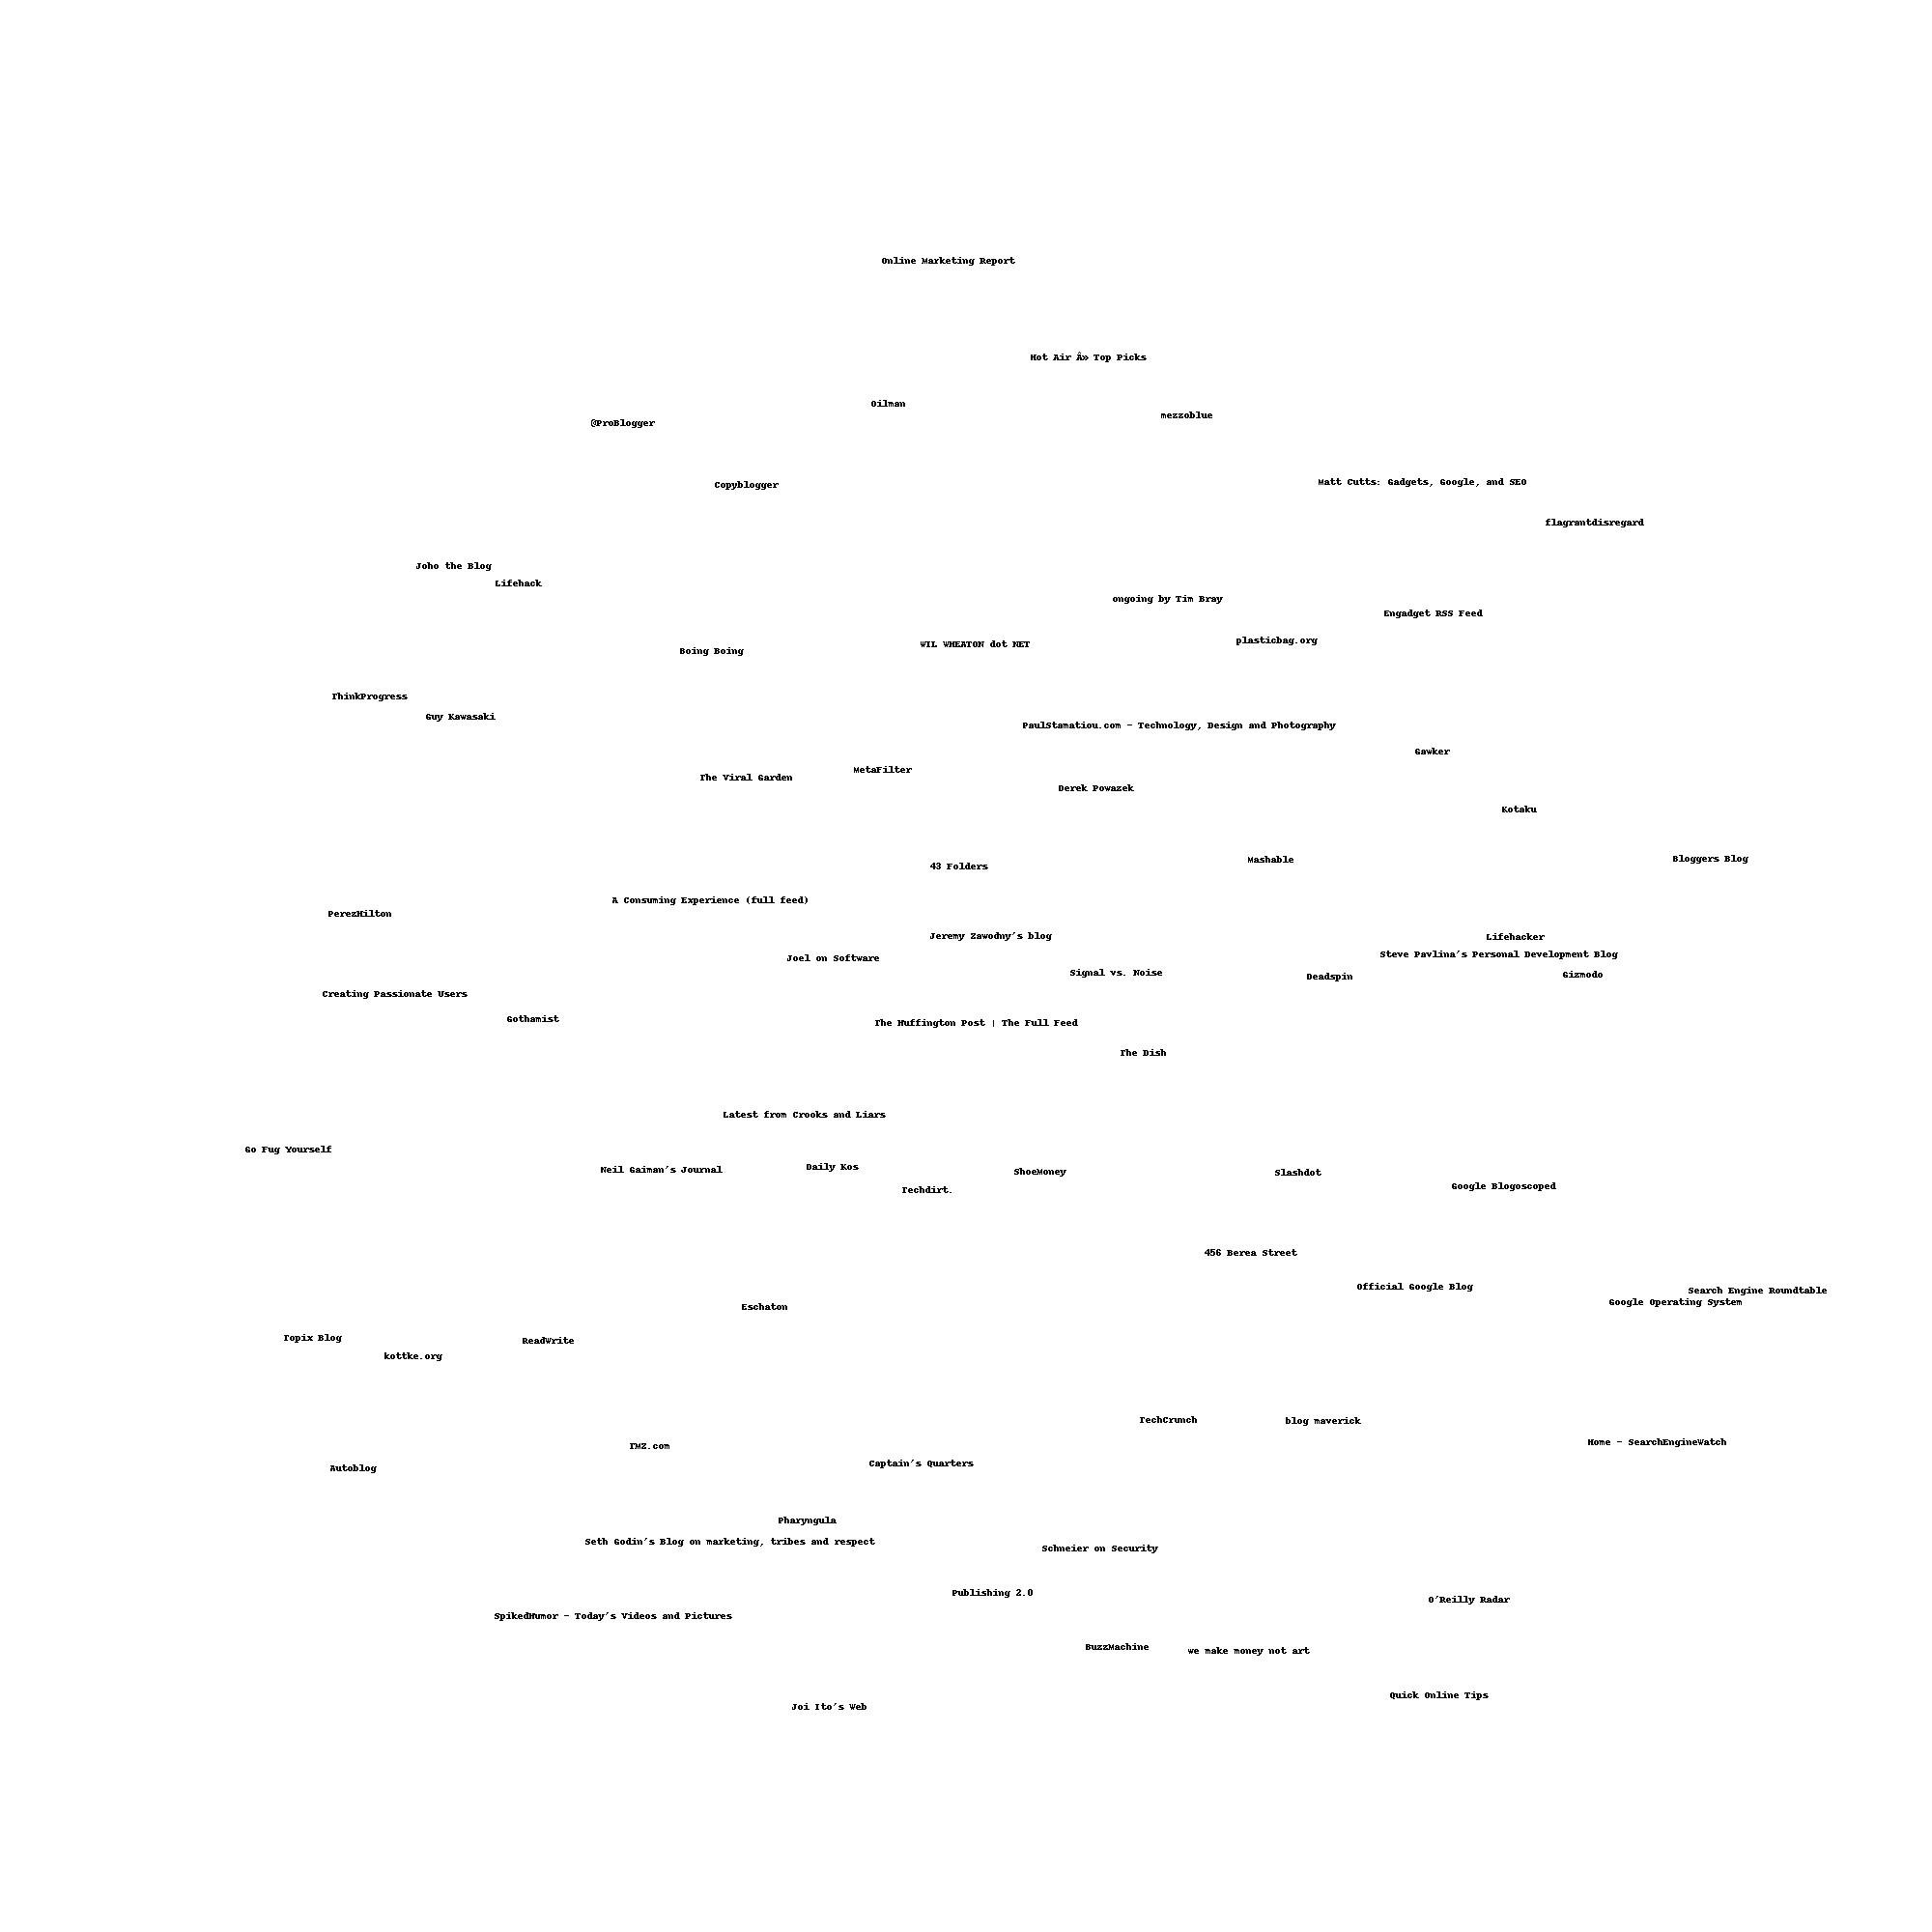 Online Marketing Report
Hot Air Â» Top Picks
Oilman
mezzoblue
@ProBlogger
Matt Cutts: Gadgets, Google, and SEO
Copyblogger
flagrantdisregard
Joho the Blog
Lifehack
ongoing by Tim Bray
Engadget RSS Feed
plasticbag.org
WIL WHEATON dot NET
Boing Boing
ThinkProgress
Guy Kawasaki
PaulStamatiou.com - Technology, Design and Photography
Gawker
MetaFilter
The Viral Garden
Derek Powazek
Kotaku
Bloggers Blog
Mashable
43 Folders
A Consuming Experience (full feed)
PerezHilton
Jeremy Zawodny's blog
Lifehacker
Steve Pavlina's Personal Development Blog
Joel on Software
Signal vs. Noise
Gizmodo
Deadspin
Creating Passionate Users
Gothamist
The Huffington Post | The Full Feed
The Dish
Latest from Crooks and Liars
Go Fug Yourself
Daily Kos
Neil Gaiman's Journal
ShoeMoney
Slashdot
Google Blogoscoped
Techdirt.
456 Berea Street
Official Google Blog
Search Engine Roundtable
Google Operating System
Eschaton
Topix Blog
ReadWrite
kottke.org
TechCrunch
blog maverick
Home - SearchEngineWatch
TMZ.com
Captain's Quarters
Autoblog
Pharyngula
Seth Godin's Blog on marketing, tribes and respect
Schneier on Security
Publishing 2.0
O'Reilly Radar
SpikedHumor - Today's Videos and Pictures
BuzzMachine
we make money not art
Quick Online Tips
Joi Ito's Web